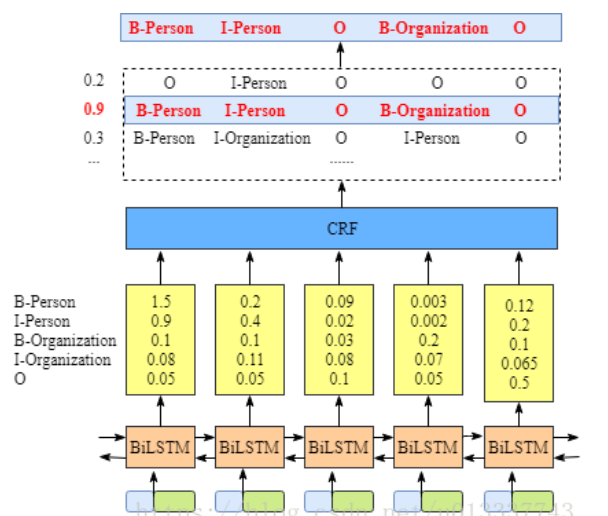 B-Person I-Person O B-Organization O
0.2 O I-Person O O O
0.9 B-Person I-Person O B-Organization O
0.3 B-Person I-Organization O I-Person O
... ......
CRF
B-Person 1.5 0.2 0.09 0.003 0.12
I-Person 0.9 0.4 0.02 0.002 0.2
B-Organization 0.1 0.1 0.03 0.2 0.1
I-Organization 0.08 0.11 0.08 0.07 0.065
O 0.05 0.05 0.1 0.05 0.5
BiLSTM BiLSTM BiLSTM BiLSTM BiLSTM